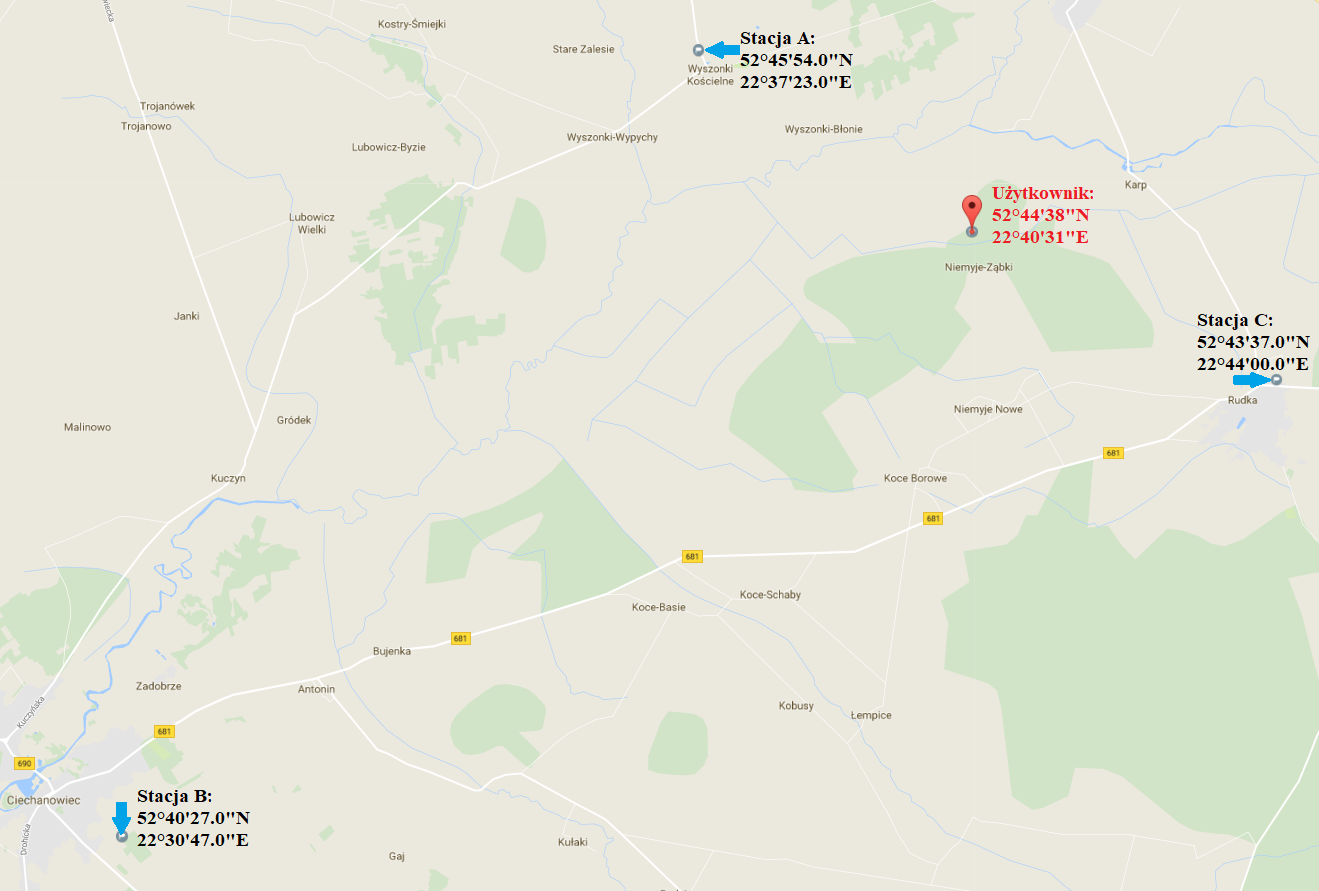 iecka
Kostry-Śmiejki
Stare Zalesie
Stacja A:
52°45'54.0"N
22°37'23.0"E
Wyszonki
Kościelne
Trojanówek
Trojanowo
Wyszonki-Wypychy
Wyszonki-Błonie
Lubowicz-Byzie
Karp
Użytkownik:
52°44'38"N
22°40'31"E
Lubowicz
Wielki
Niemyje-Ząbki
Janki
Stacja C:
52°43'37.0"N
22°44'00.0"E
Rudka
Niemyje Nowe
Gródek
Malinowo
681
Kuczyn
Koce Borowe
681
681
Koce-Schaby
Koce-Basie
681
Bujenka
Zadobrze
Antonin
Kuczyńska
Kobusy
Łempice
681
690
Ciechanowiec
Stacja B:
52°40'27.0"N
22°30'47.0"E
Drohicka
Kułaki
Gaj